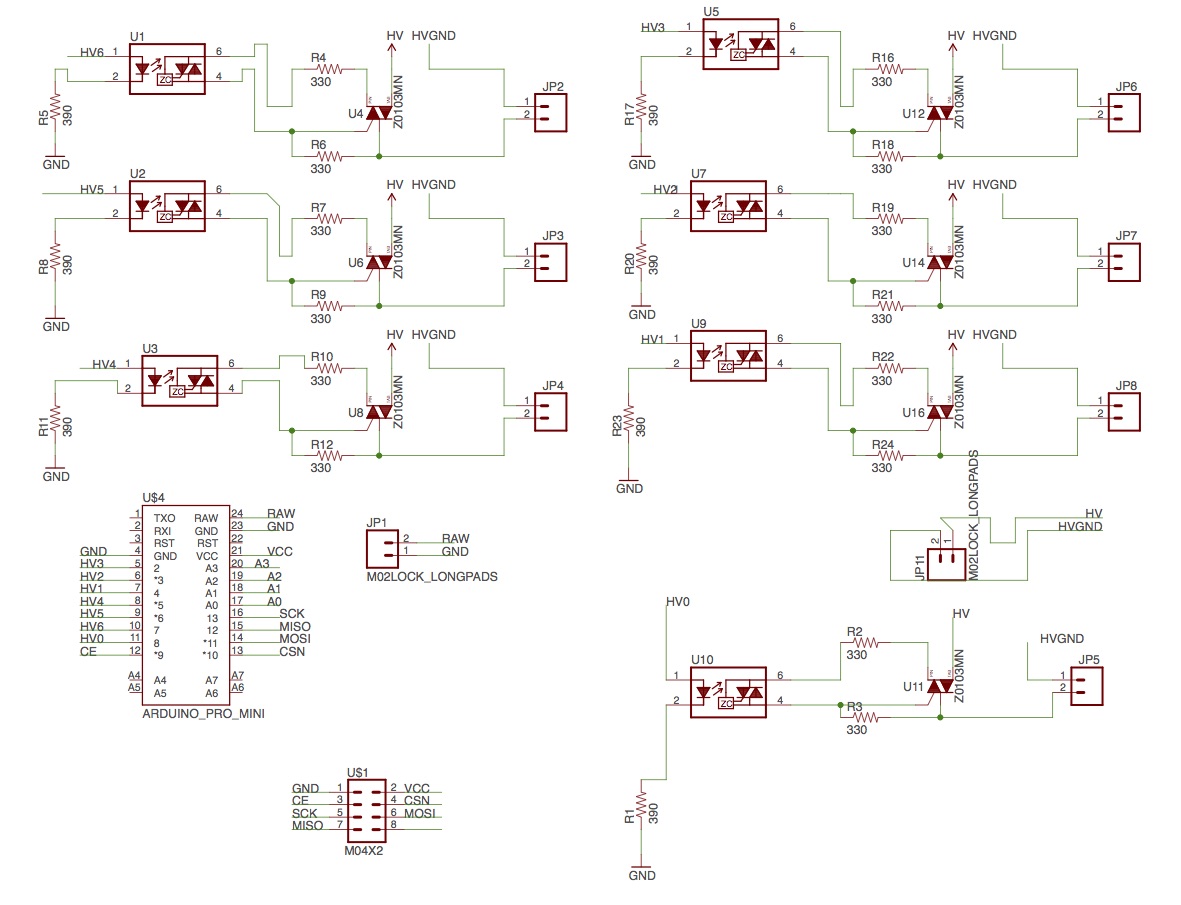 U1
HV6 1 6
2 4
ZC
R5
390
GND
R4
330
HV HVGND
U4
Z0103MN
R6
330
JP2
1
2
U2
HV5 1 6
2 4
ZC
R8
390
GND
R7
330
HV HVGND
U6
Z0103MN
R9
330
JP3
1
2
U3
HV4 1 6
2 4
ZC
R11
390
GND
R10
330
HV HVGND
U8
Z0103MN
R12
330
JP4
1
2
U5
HV3 1 6
2 4
ZC
R17
390
GND
R16
330
HV HVGND
U12
Z0103MN
R18
330
JP6
1
2
U7
HV2 1 6
2 4
ZC
R20
390
GND
R19
330
HV HVGND
U14
Z0103MN
R21
330
JP7
1
2
U9
HV1 1 6
2 4
ZC
R23
390
GND
R22
330
HV HVGND
U16
Z0103MN
R24
330
JP8
1
2
U$4
1 TXO RAW 24 RAW
2 RXI GND 23 GND
3 RST RST 22
GND 4 GND VCC 21 VCC
HV3 5 2 A3 20 A3
HV2 6 *3 A2 19 A2
HV1 7 4 A1 18 A1
HV4 8 *5 A0 17 A0
HV5 9 *6 13 16 SCK
HV6 10 7 12 15 MISO
HV0 11 8 *11 14 MOSI
CE 12 *9 *10 13 CSN
A4 A4 A7 A7
A5 A5 A6 A6
ARDUINO_PRO_MINI
JP1
2 RAW
1 GND
M02LOCK_LONGPADS
JP11
2 1
M02LOCK_LONGPADS
HV
HVGND
HV0
U10
1 6
2 4
ZC
R1
390
GND
R2
330
HV
HVGND
U11
Z0103MN
R3
330
JP5
1
2
U$1
GND 1 2 VCC
CE 3 4 CSN
SCK 5 6 MOSI
MISO 7 8
M04X2